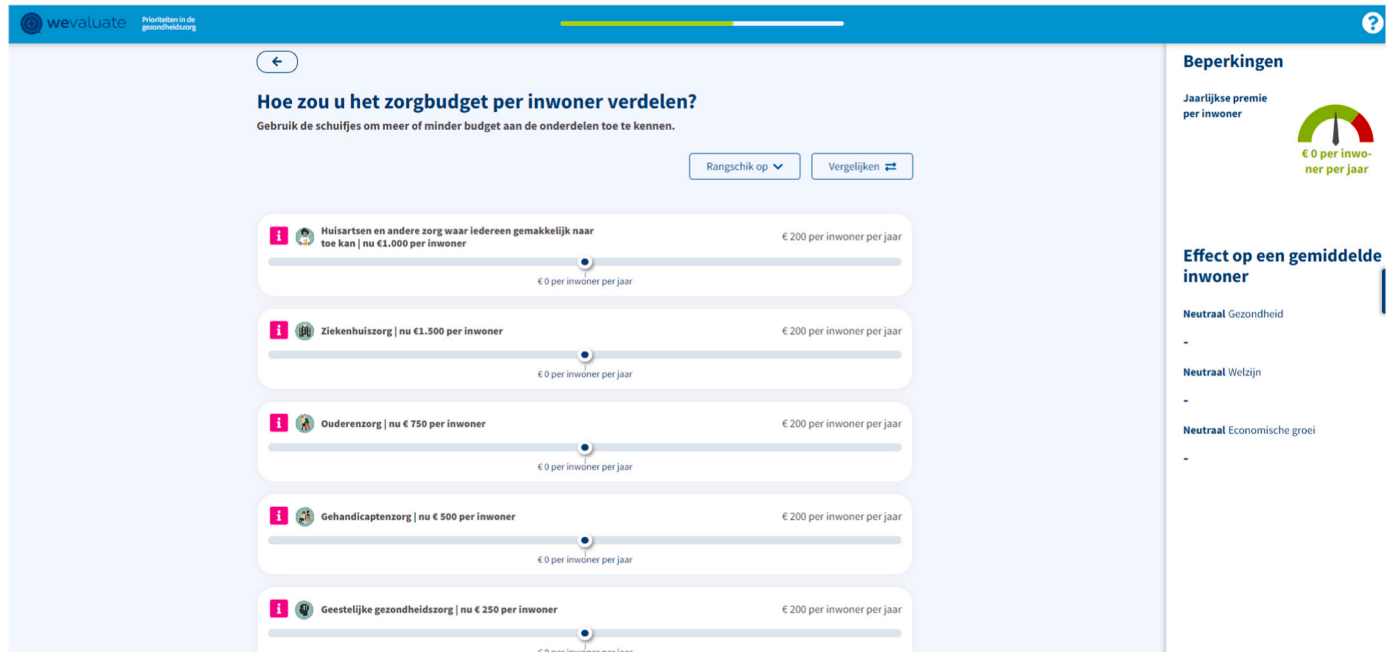 wevaluate
Prioriteiten in de
gezondheidszorg
?
Hoe zou u het zorgbudget per inwoner verdelen?
Gebruik de schuifjes om meer of minder budget aan de onderdelen toe te kennen.
Rangschik op
Vergelijken
i
Huisartsen en andere zorg waar iedereen gemakkelijk naar
toe kan | nu €1.000 per inwoner
€ 200 per inwoner per jaar
€ 0 per inwoner per jaar
i
Ziekenhuiszorg | nu €1.500 per inwoner
€ 200 per inwoner per jaar
€ 0 per inwoner per jaar
i
Ouderenzorg | nu € 750 per inwoner
€ 200 per inwoner per jaar
€ 0 per inwoner per jaar
i
Gehandicaptenzorg | nu € 500 per inwoner
€ 200 per inwoner per jaar
€ 0 per inwoner per jaar
i
Geestelijke gezondheidszorg | nu € 250 per inwoner
€ 200 per inwoner per jaar
€ 0 per inwoner per jaar
Beperkingen
Jaarlijkse premie
per inwoner
€ 0 per inwo-
ner per jaar
Effect op een gemiddelde
inwoner
Neutraal Gezondheid
-
Neutraal Welzijn
-
Neutraal Economische groei
-